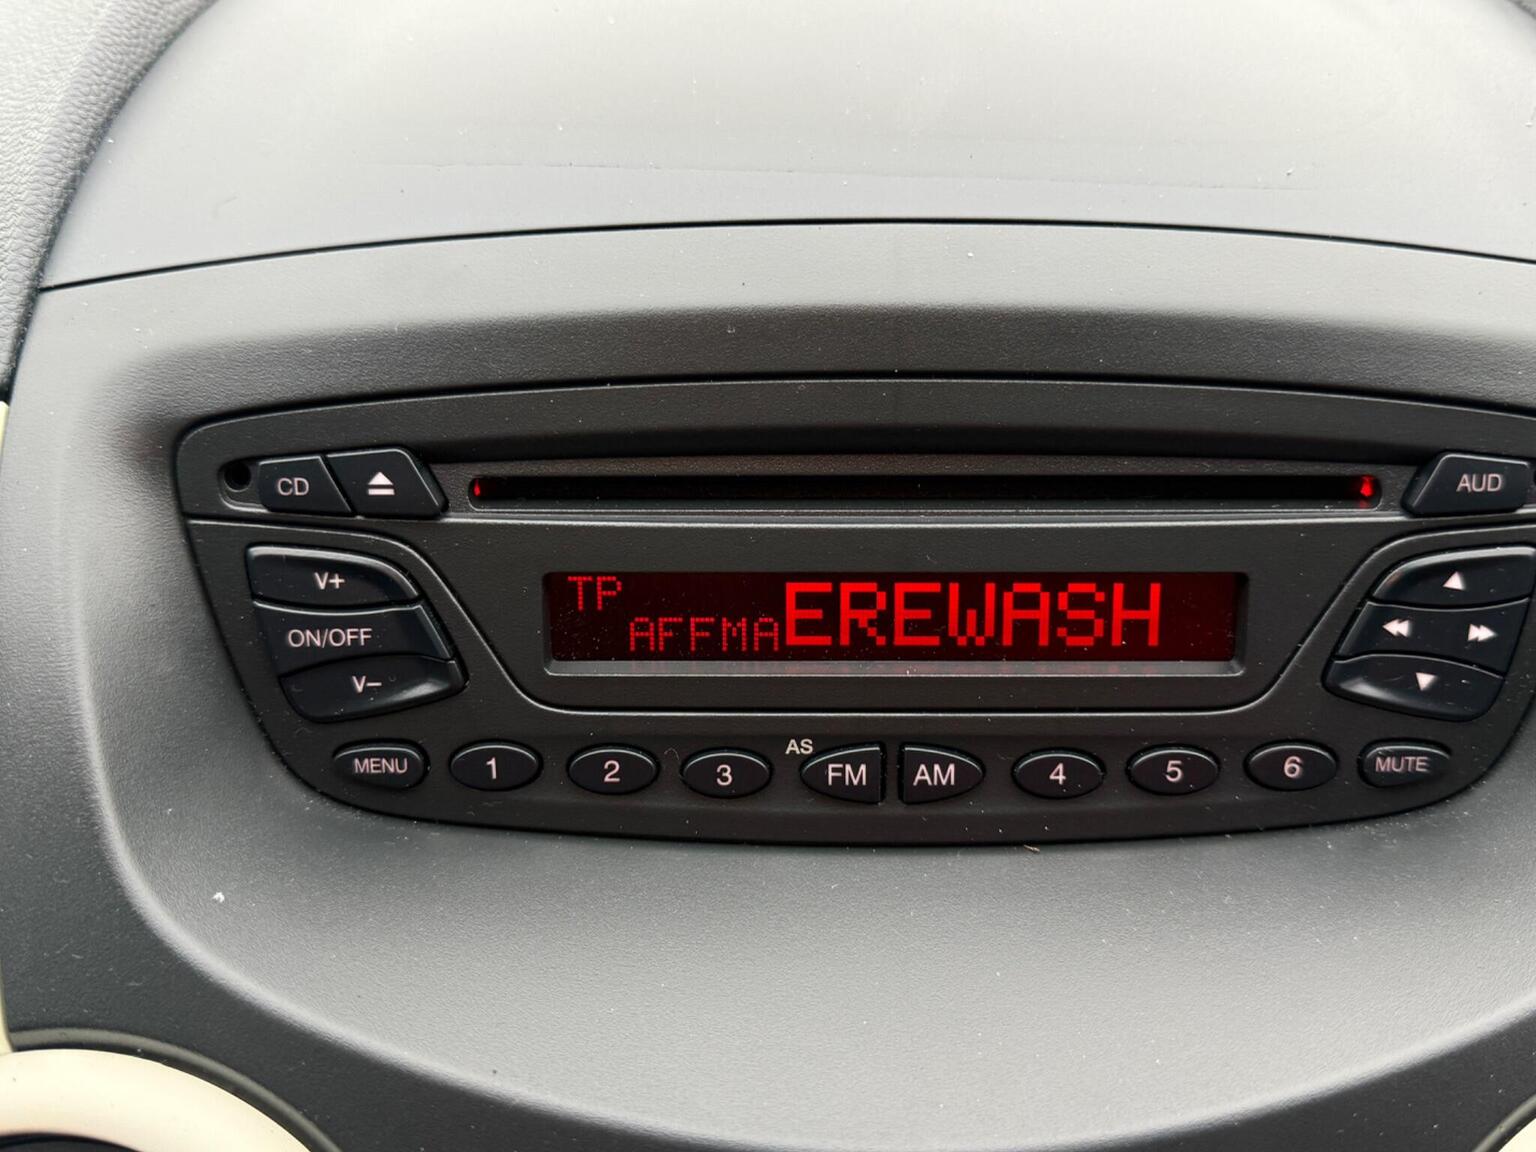 CD AUD
V+
ON/OFF
V–
TP
AFFMA EREWASH
MENU 1 2 3 AS FM AM 4 5 6 MUTE